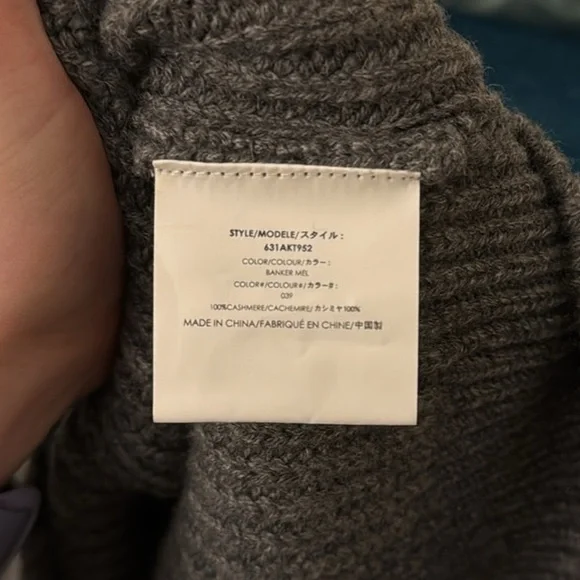 STYLE/MODELE/スタイル :
631AKT952
COLOR/COLOUR/カラー :
BANKER MEL
COLOR#/COLOUR#/カラー# :
039
100%CASHMERE/CACHEMIRE/カシミヤ100%
MADE IN CHINA/FABRIQUÉ EN CHINE/中国製